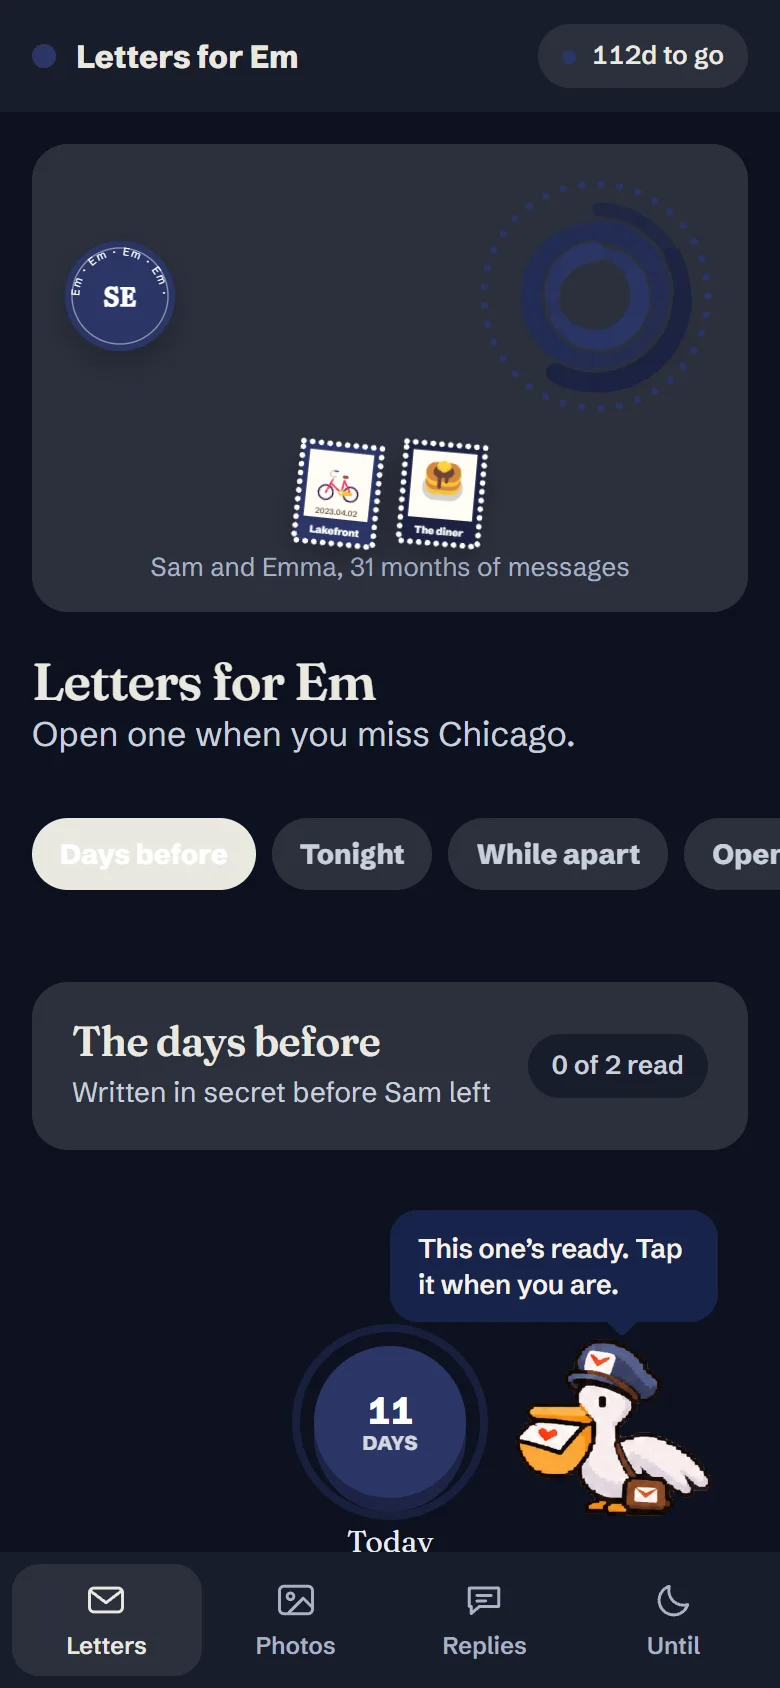 Letters for Em
112d to go
Em · Em · Em · Em ·
SE
2023.04.02
Lakefront
The diner
Sam and Emma, 31 months of messages
Letters for Em
Open one when you miss Chicago.
Days before
Tonight
While apart
Open
The days before
Written in secret before Sam left
0 of 2 read
This one’s ready. Tap
it when you are.
11
DAYS
Today
Letters
Photos
Replies
Until